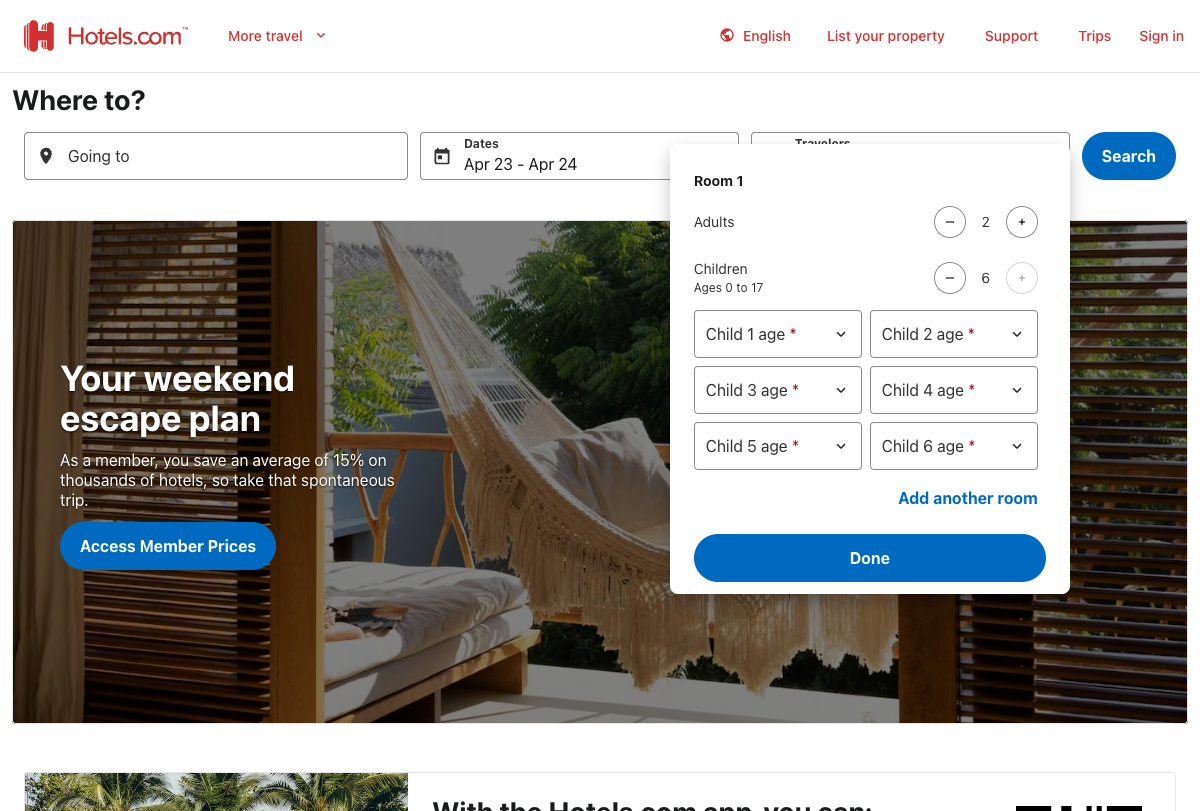 Hotels.com™
More travel
English
List your property
Support
Trips
Sign in
Where to?
Going to
Dates
Apr 23 - Apr 24
Travelers
Search
Room 1
Adults
2
Children
Ages 0 to 17
6
Child 1 age *
Child 2 age *
Child 3 age *
Child 4 age *
Child 5 age *
Child 6 age *
Add another room
Done
Your weekend
escape plan
As a member, you save an average of 15% on
thousands of hotels, so take that spontaneous
trip.
Access Member Prices
With the Hotels.com app, you can: